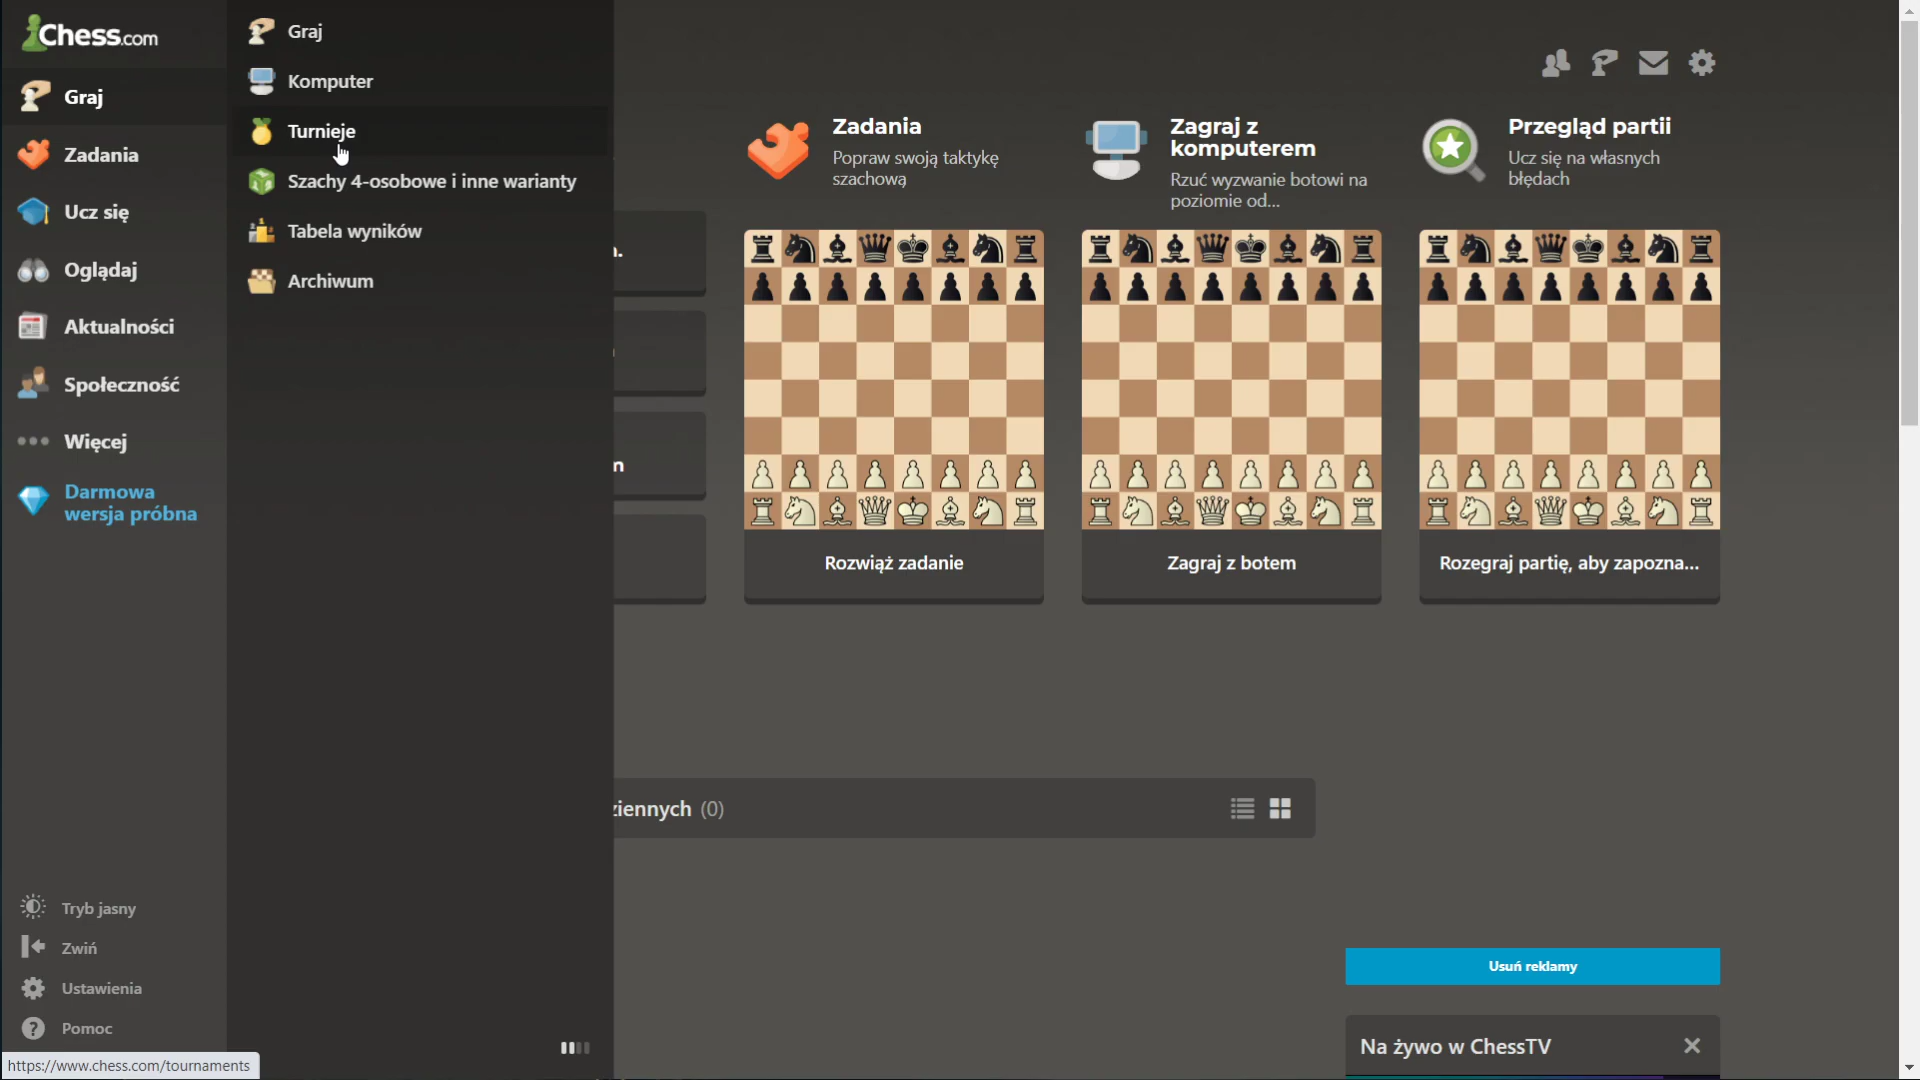 Chess.com
Graj
Zadania
Ucz się
Oglądaj
Aktualności
Społeczność
Więcej
Darmowa
wersja próbna
Tryb jasny
Zwiń
Ustawienia
Pomoc
https://www.chess.com/tournaments
Graj
Komputer
Turnieje
Szachy 4-osobowe i inne warianty
Tabela wyników
Archiwum
Zadania
Popraw swoją taktykę
szachową
Rozwiąż zadanie
Zagraj z
komputerem
Rzuć wyzwanie botowi na
poziomie od...
Zagraj z botem
Przegląd partii
Ucz się na własnych
błędach
Rozegraj partię, aby zapozna...
ziennych (0)
Usuń reklamy
Na żywo w ChessTV